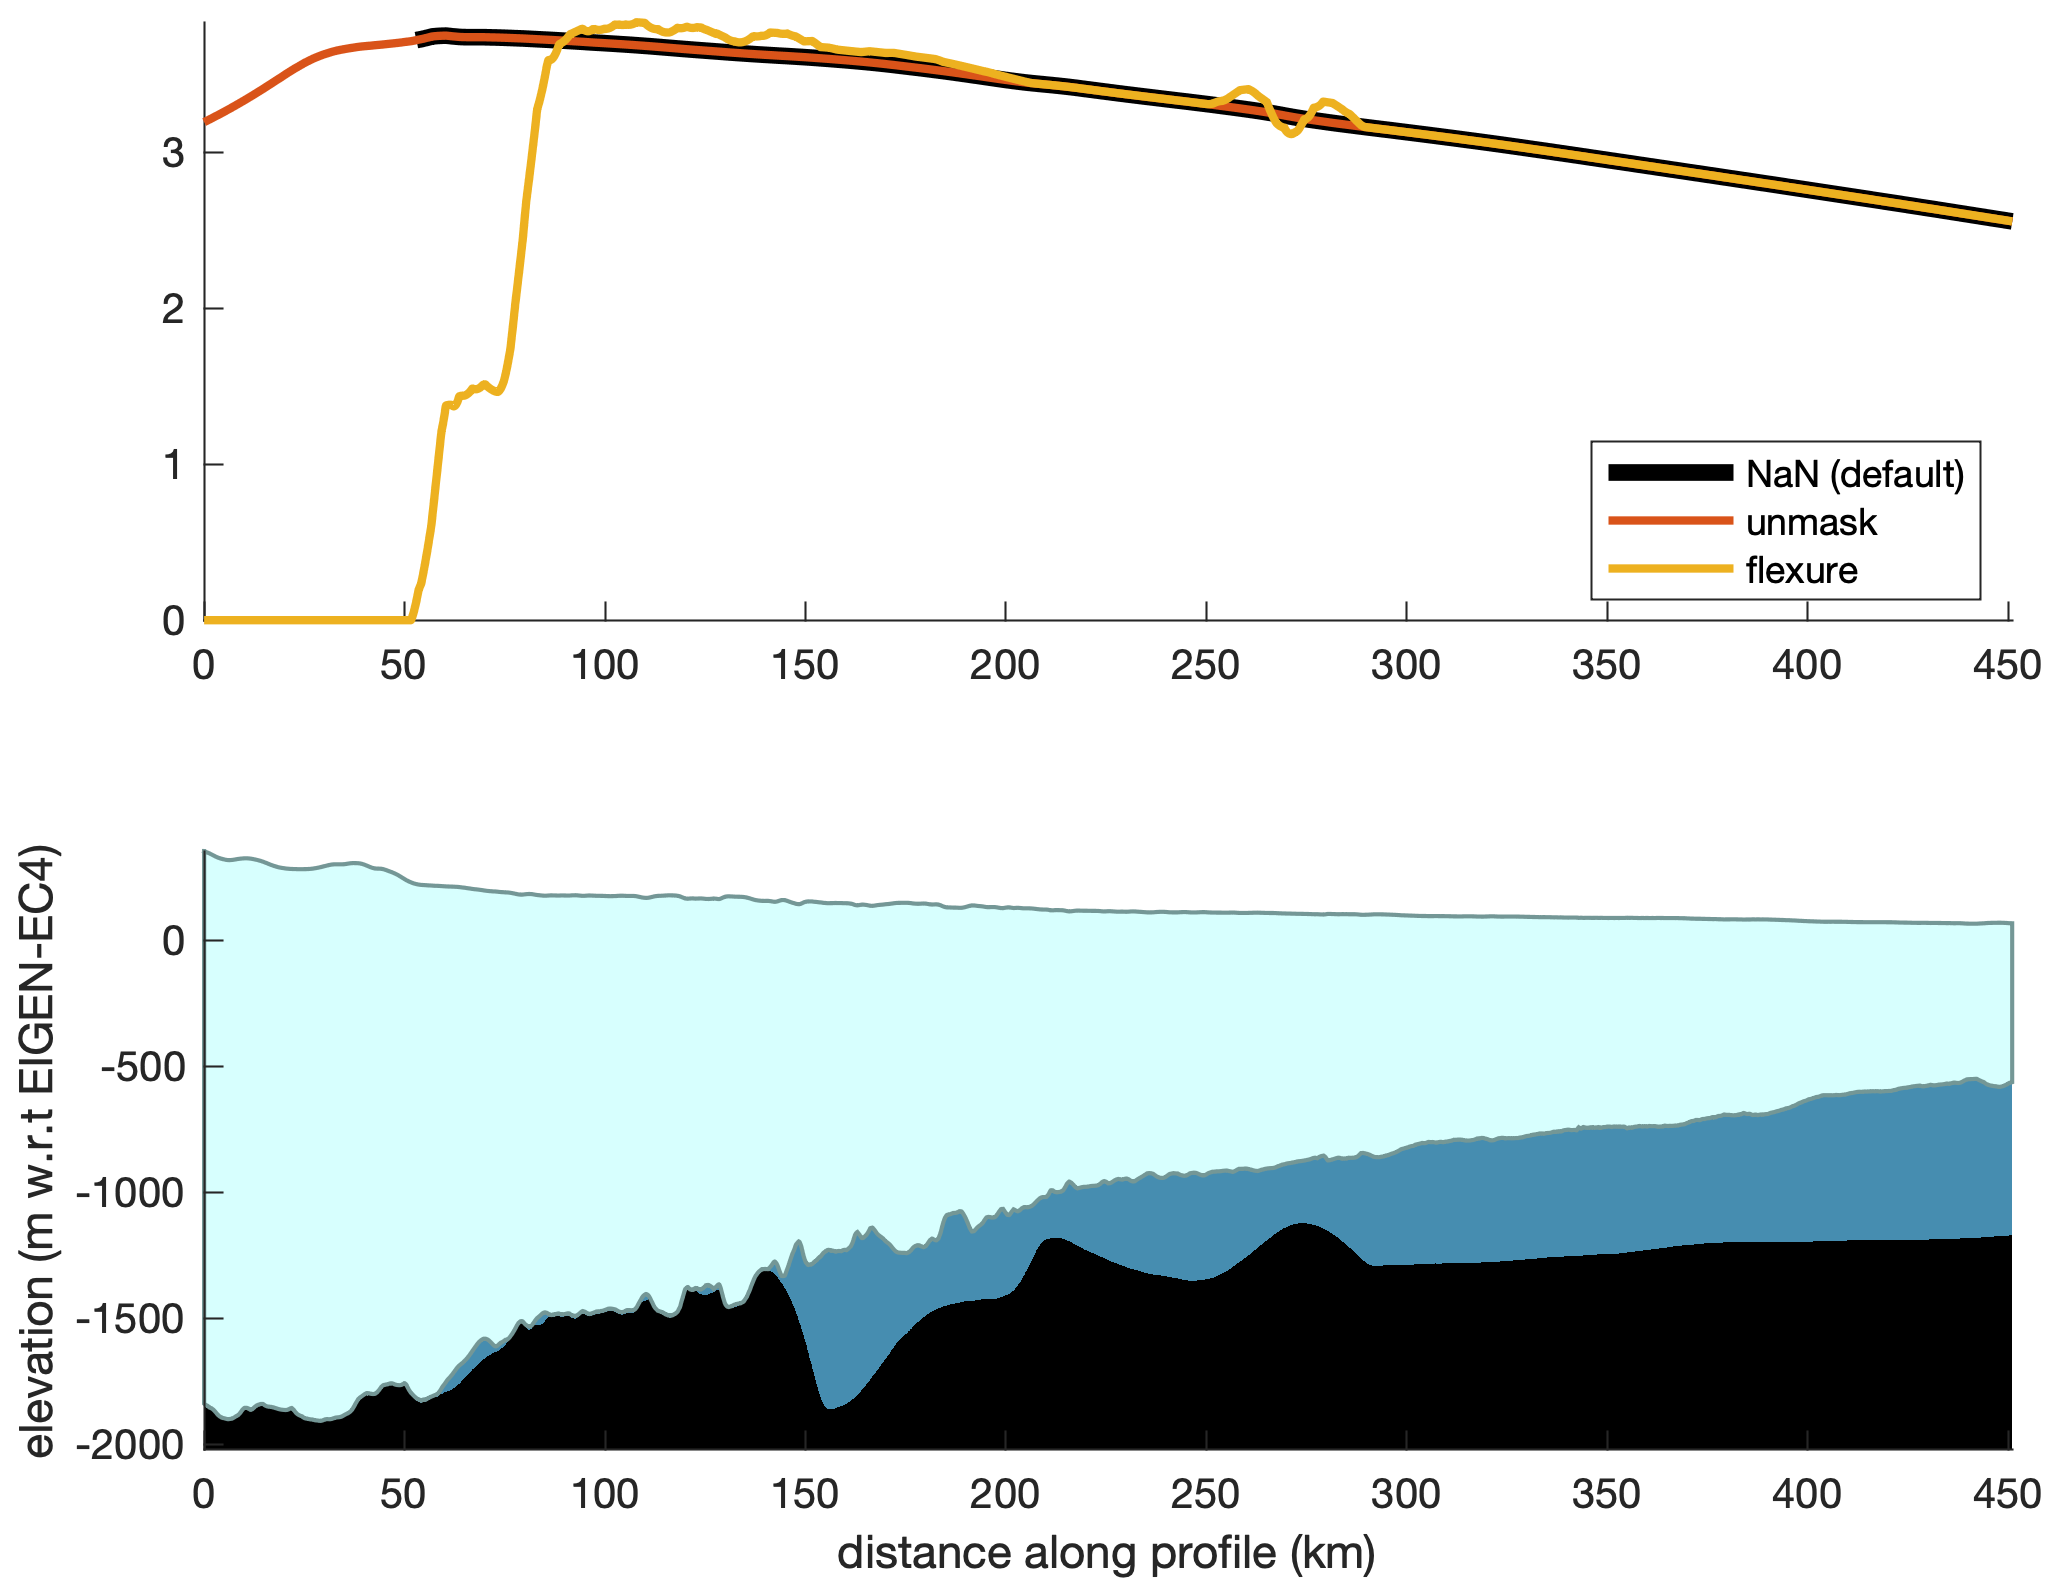 3
2
1
0
NaN (default)
unmask
flexure
0 50 100 150 200 250 300 350 400 450
elevation (m w.r.t EIGEN-EC4)
0
-500
-1000
-1500
-2000
0 50 100 150 200 250 300 350 400 450
distance along profile (km)